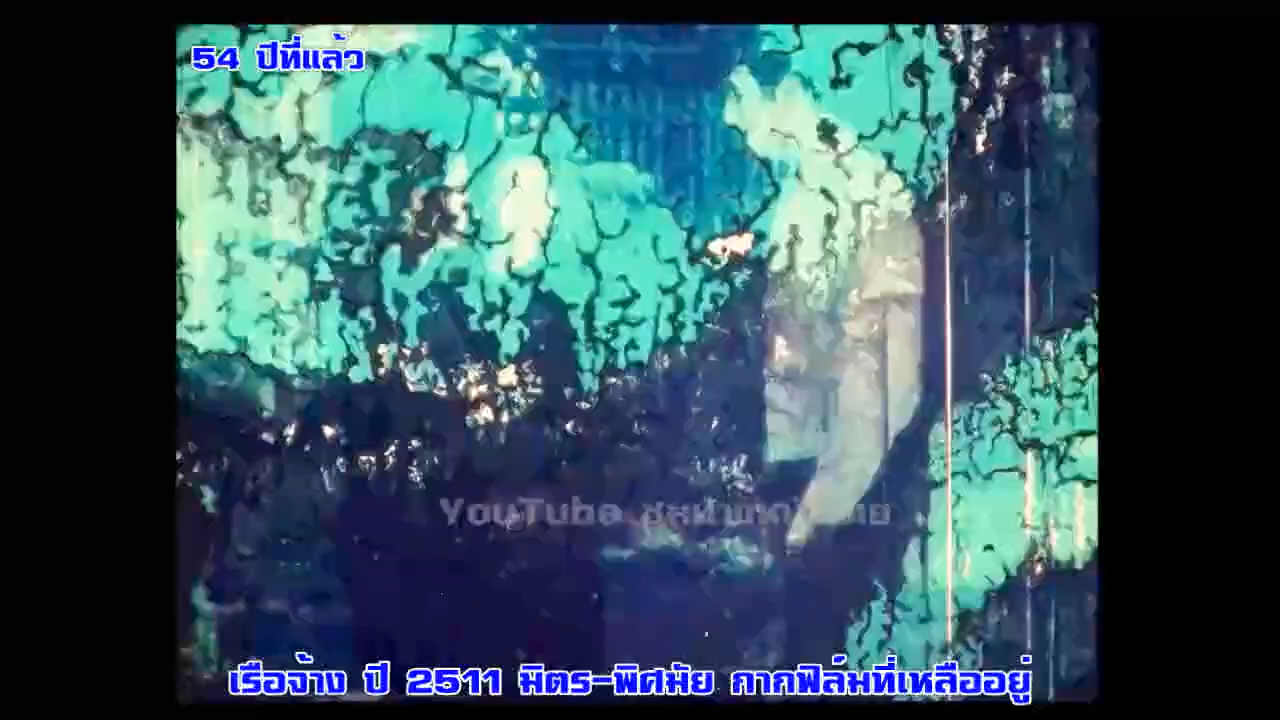 54 ปีที่แล้ว
YouTube
เรือจ้าง ปี 2511 มิตร-พิศมัย กากฟิล์มที่เหลืออยู่